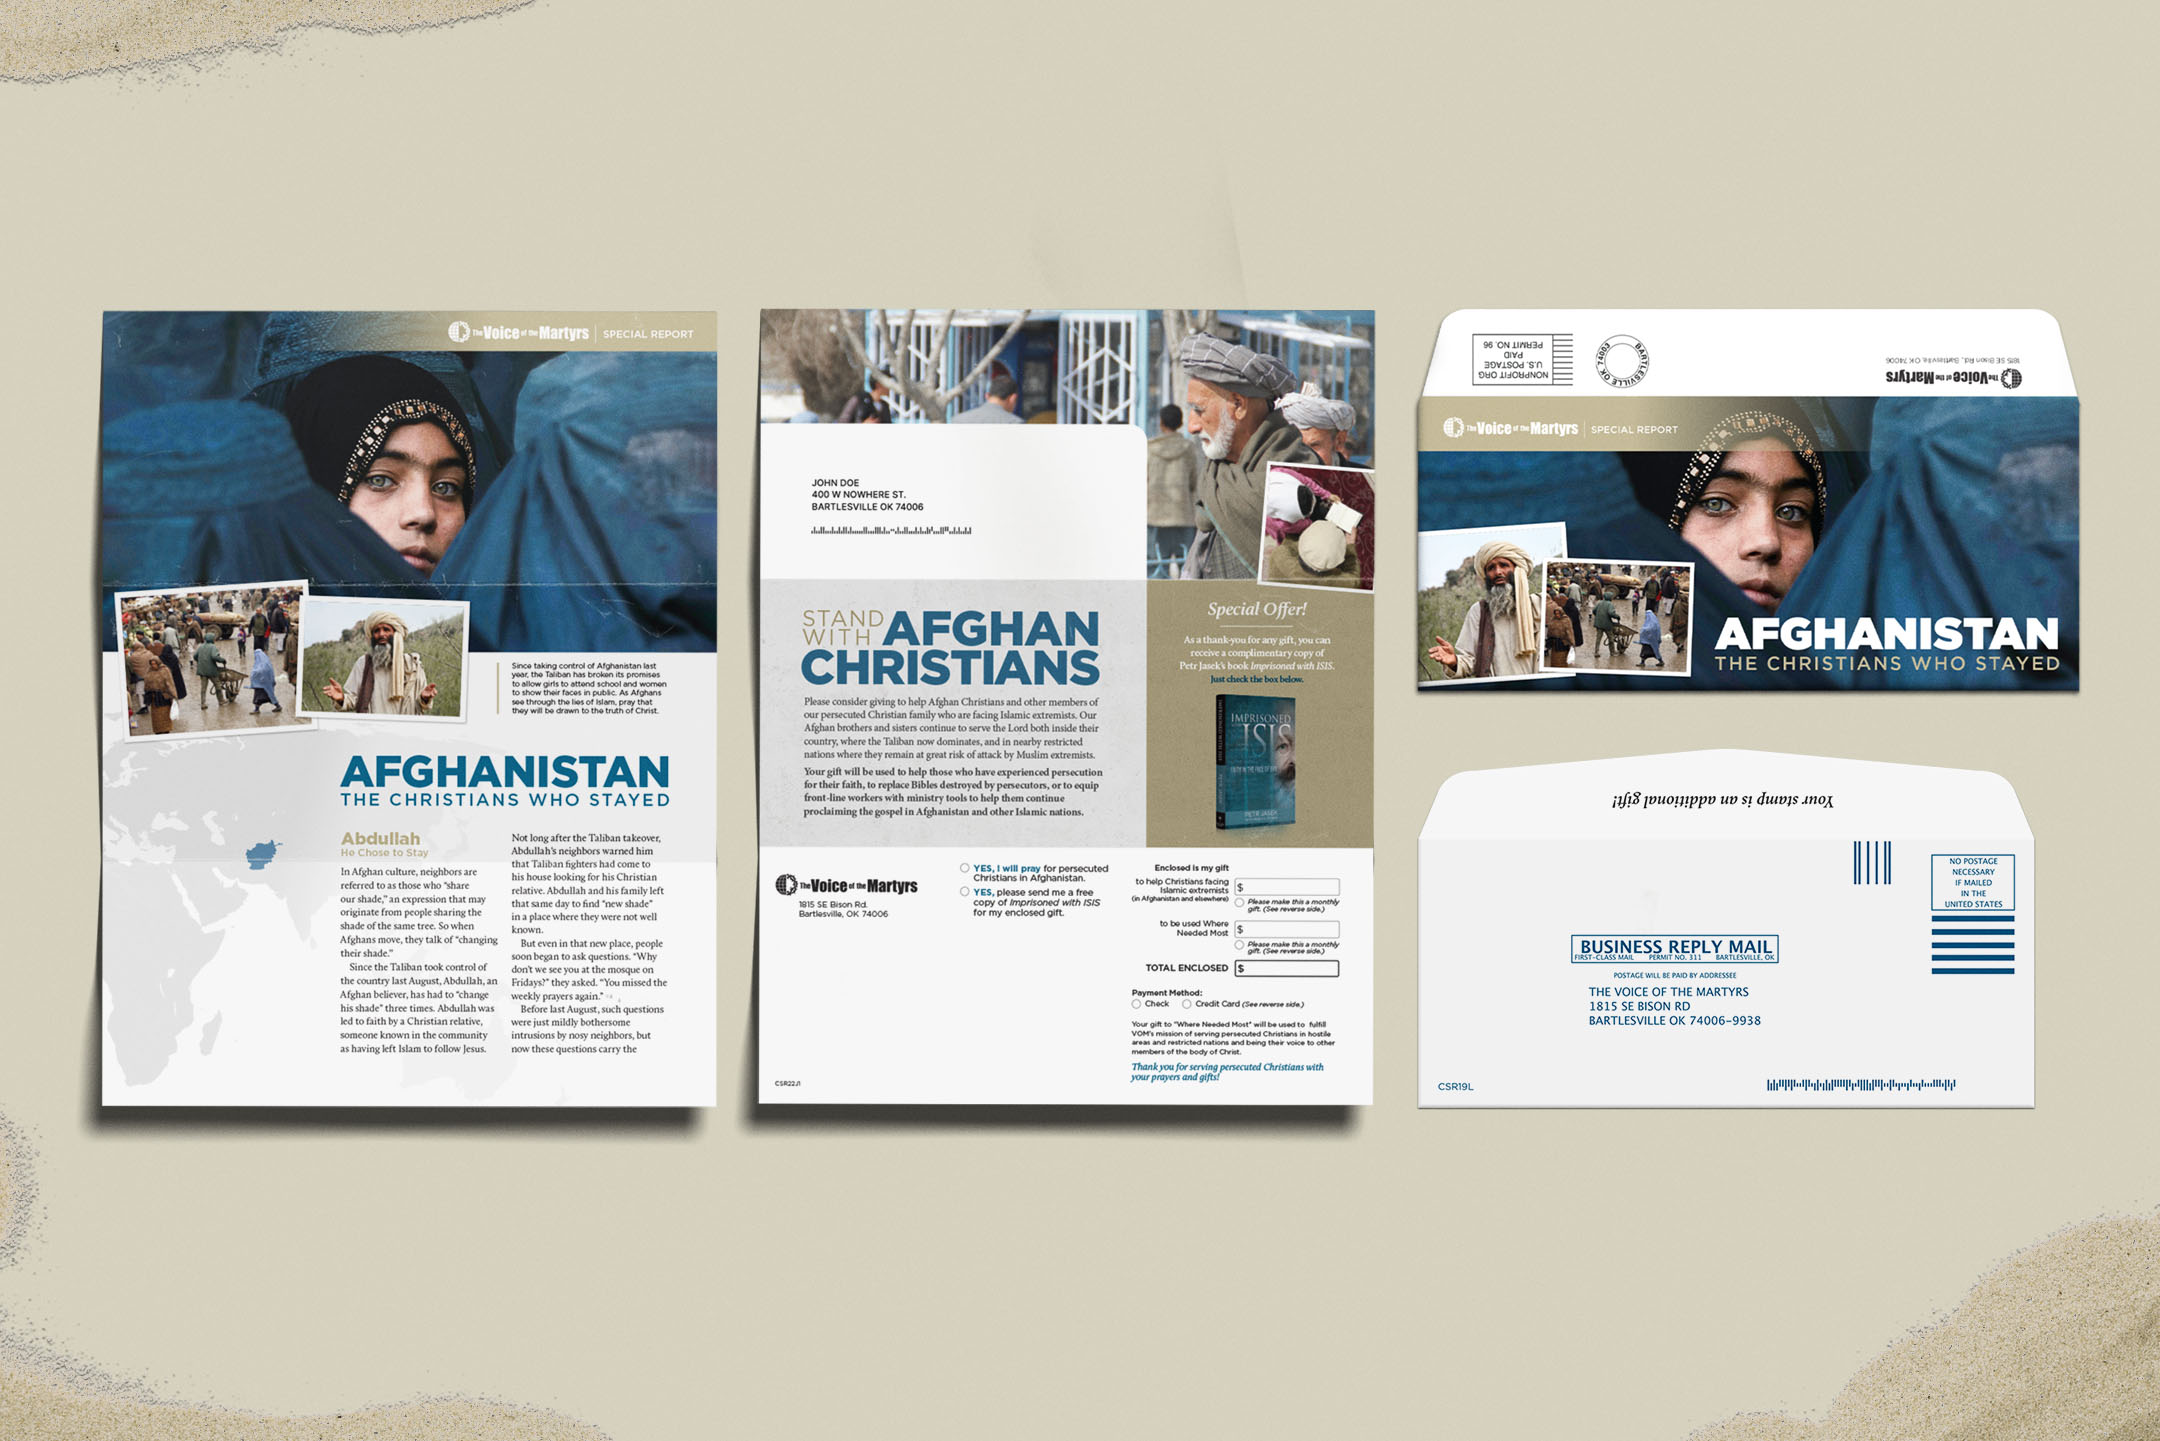 The Voice of the Martyrs | SPECIAL REPORT
Since taking control of Afghanistan last
year, the Taliban has broken its promises
to allow girls to attend school and women
to show their faces in public. As Afghans
see through the lies of Islam, pray that
they will be drawn to the truth of Christ.
AFGHANISTAN
THE CHRISTIANS WHO STAYED
Abdullah
He Chose to Stay
In Afghan culture, neighbors are
referred to as those who “share
our shade,” an expression that may
originate from people sharing the
shade of the same tree. So when
Afghans move, they talk of “changing
their shade.”
Since the Taliban took control of
the country last August, Abdullah, an
Afghan believer, has had to “change
his shade” three times. Abdullah was
led to faith by a Christian relative,
someone known in the community
as having left Islam to follow Jesus.
Not long after the Taliban takeover,
Abdullah’s neighbors warned him
that Taliban fighters had come to
his house looking for his Christian
relative. Abdullah and his family left
that same day to find “new shade”
in a place where they were not well
known.
But even in that new place, people
soon began to ask questions. “Why
don’t we see you at the mosque on
Fridays?” they asked. “You missed the
weekly prayers again.”
Before last August, such questions
were just mildly bothersome
intrusions by nosy neighbors, but
now these questions carry the
JOHN DOE
400 W NOWHERE ST.
BARTLESVILLE OK 74006
STAND
WITH AFGHAN
CHRISTIANS
Please consider giving to help Afghan Christians and other members of
our persecuted Christian family who are facing Islamic extremists. Our
Afghan brothers and sisters continue to serve the Lord both inside their
country, where the Taliban now dominates, and in nearby restricted
nations where they remain at great risk of attack by Muslim extremists.
Your gift will be used to help those who have experienced persecution
for their faith, to replace Bibles destroyed by persecutors, or to equip
front-line workers with ministry tools to help them continue
proclaiming the gospel in Afghanistan and other Islamic nations.
Special Offer!
As a thank-you for any gift, you can
receive a complimentary copy of
Petr Jasek’s book Imprisoned with ISIS.
Just check the box below.
IMPRISONED
ISIS
PETR JASEK
The Voice of the Martyrs
1815 SE Bison Rd.
Bartlesville, OK 74006
YES, I will pray for persecuted
Christians in Afghanistan.
YES, please send me a free
copy of Imprisoned with ISIS
for my enclosed gift.
Enclosed is my gift
to help Christians facing
Islamic extremists
(in Afghanistan and elsewhere)
$
Please make this a monthly
gift. (See reverse side.)
to be used Where
Needed Most
$
Please make this a monthly
gift. (See reverse side.)
TOTAL ENCLOSED $
Payment Method:
Check Credit Card (See reverse side.)
Your gift to “Where Needed Most” will be used to fulfill
VOM’s mission of serving persecuted Christians in hostile
areas and restricted nations and being their voice to other
members of the body of Christ.
Thank you for serving persecuted Christians with
your prayers and gifts!
CSR22J1
NONPROFIT ORG
U.S. POSTAGE
PAID
PERMIT NO. 96
BARTLESVILLE OK 74003
The Voice of the Martyrs
1815 SE Bison Rd., Bartlesville, OK 74006
The Voice of the Martyrs | SPECIAL REPORT
AFGHANISTAN
THE CHRISTIANS WHO STAYED
Your stamp is an additional gift!
NO POSTAGE
NECESSARY
IF MAILED
IN THE
UNITED STATES
BUSINESS REPLY MAIL
FIRST-CLASS MAIL PERMIT NO. 311 BARTLESVILLE, OK
POSTAGE WILL BE PAID BY ADDRESSEE
THE VOICE OF THE MARTYRS
1815 SE BISON RD
BARTLESVILLE OK 74006-9938
CSR19L